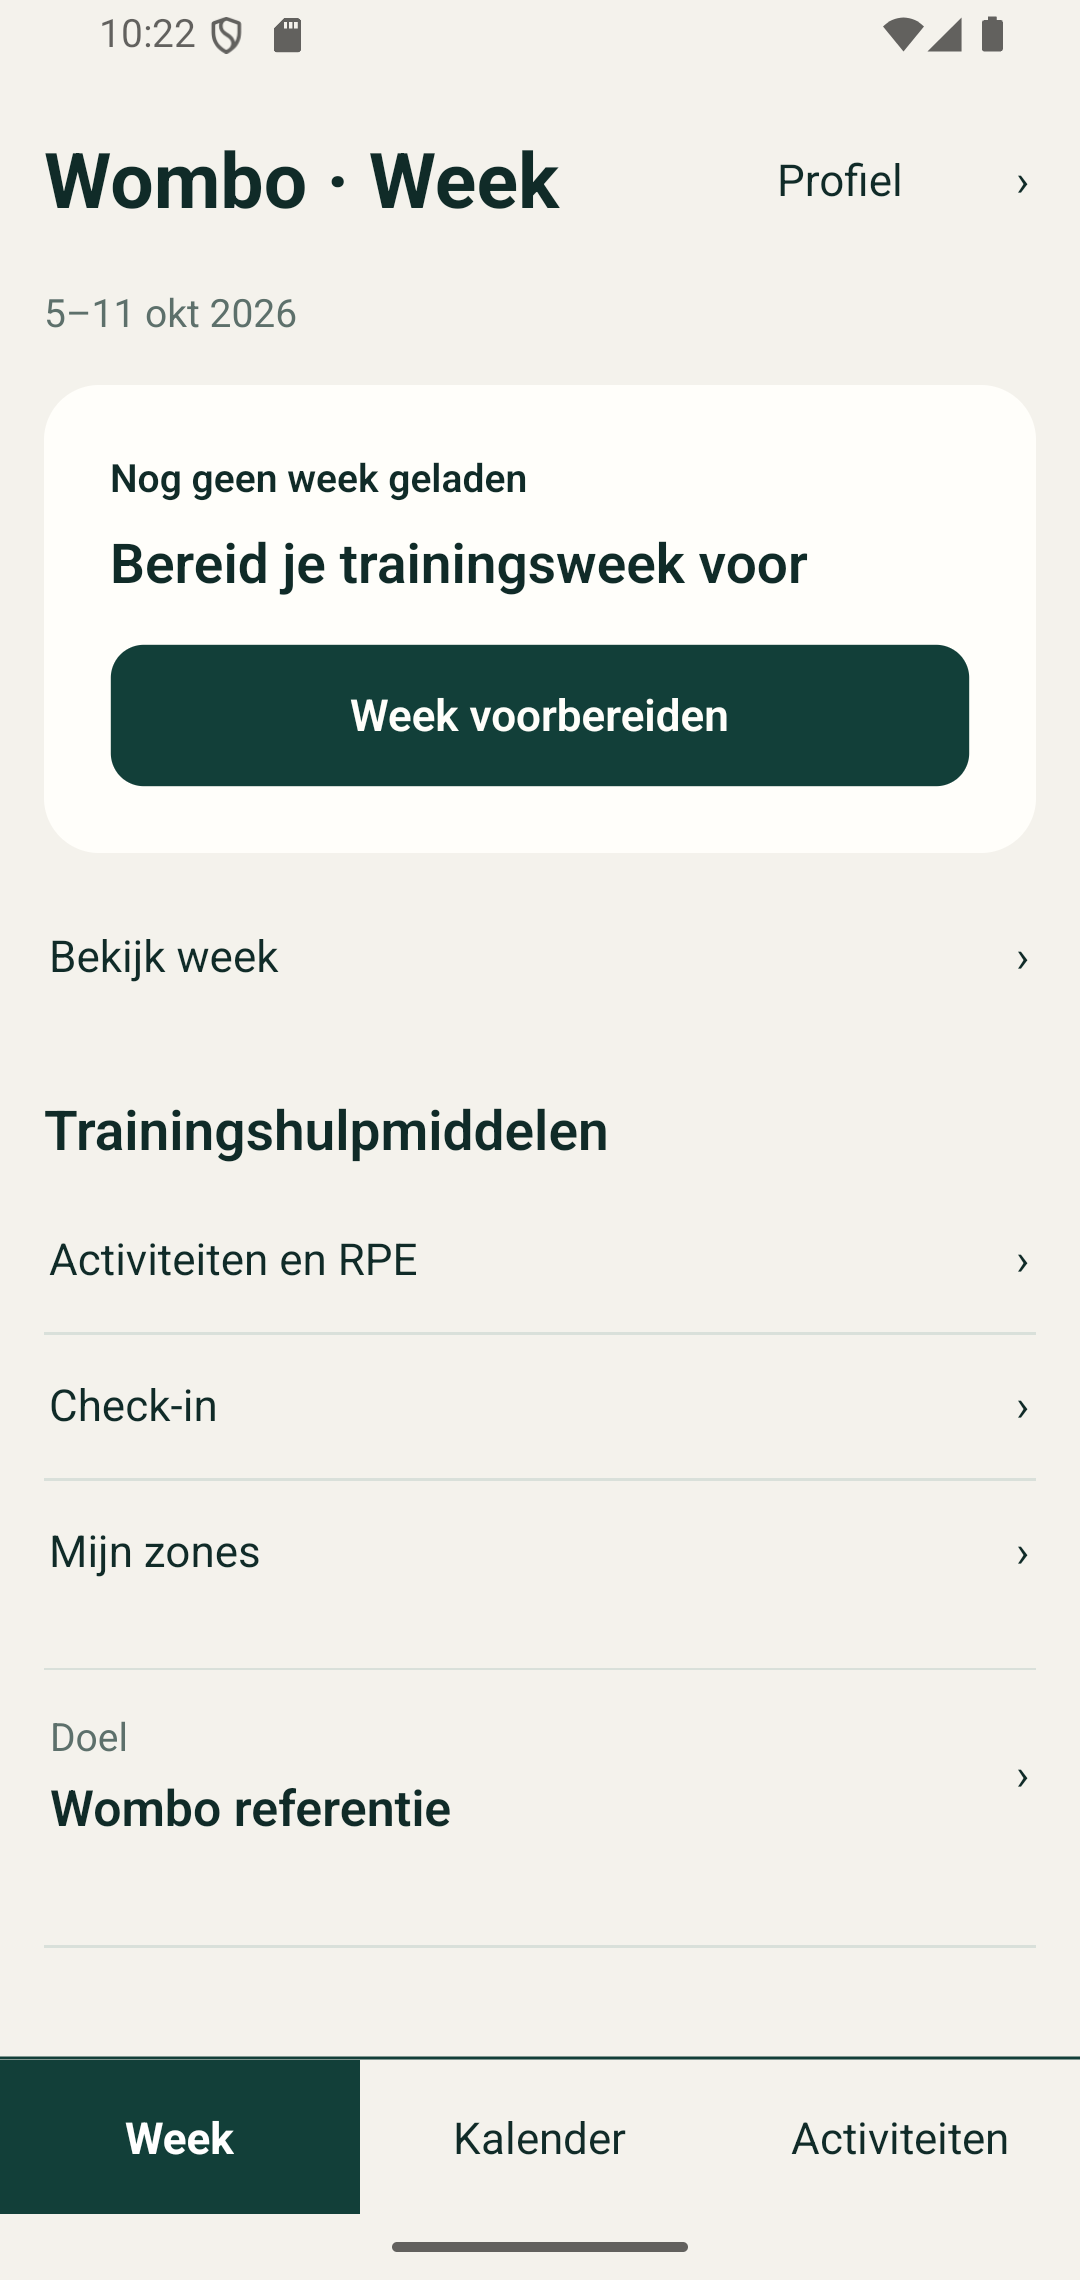 10:22
Wombo · Week
Profiel ›
5–11 okt 2026
Nog geen week geladen
Bereid je trainingsweek voor
Week voorbereiden
Bekijk week ›
Trainingshulpmiddelen
Activiteiten en RPE ›
Check-in ›
Mijn zones ›
Doel
Wombo referentie ›
Week
Kalender
Activiteiten